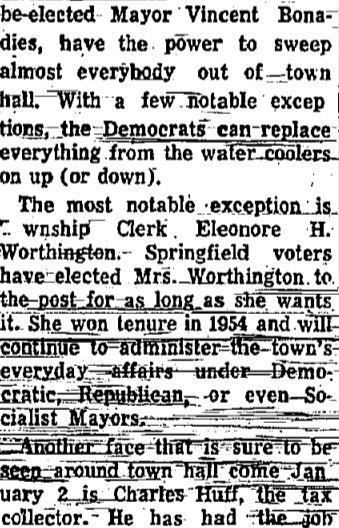 be-elected Mayor Vincent Bona-
dies, have the power to sweep
almost everybody out of town
hall. With a few notable excep
tions, the Democrats can replace
everything from the water coolers
on up (or down).
The most notable exception is
wnship Clerk Eleonore H.
Worthington. Springfield voters
have elected Mrs. Worthington to
the post for as long as she wants
it. She won tenure in 1954 and will
continue to administer the town's
everyday affairs under Demo-
cratic, Republican, or even So-
cialist Mayors.
Another face that is sure to be
seen around town hall come Jan
uary 2 is Charles Huff, the tax
collector. He has had the job